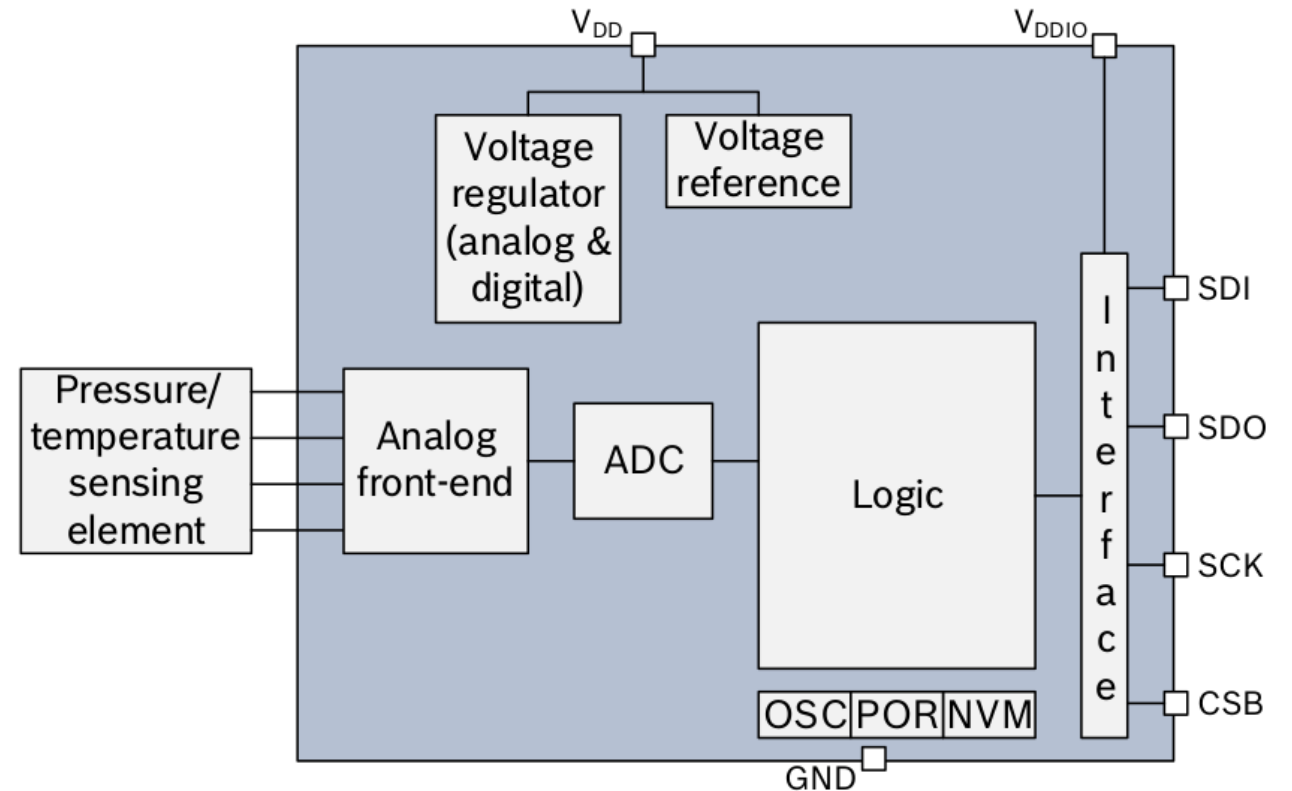 VDD
VDDIO
Voltage
regulator
(analog &
digital)
Voltage
reference
Pressure/
temperature
sensing
element
Analog
front-end
ADC
Logic
Interface
SDI
SDO
SCK
CSB
OSC POR NVM
GND